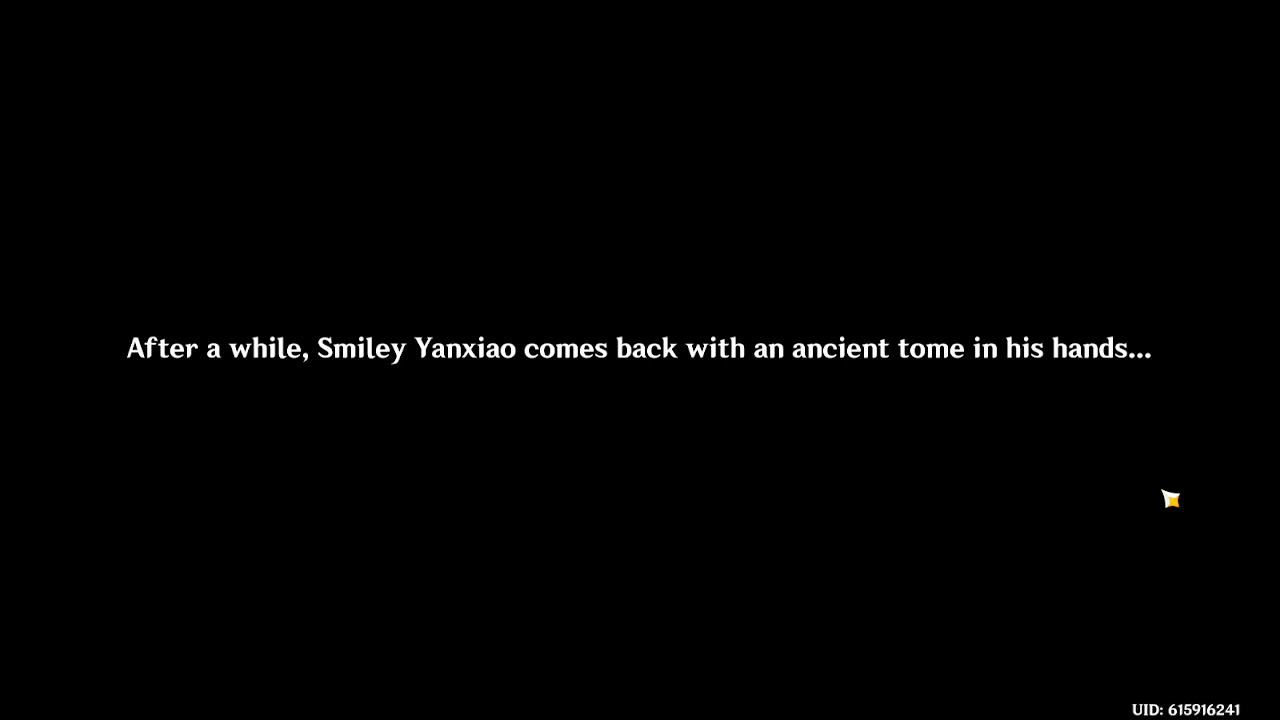 After a while, Smiley Yanxiao comes back with an ancient tome in his hands...
UID: 615916241